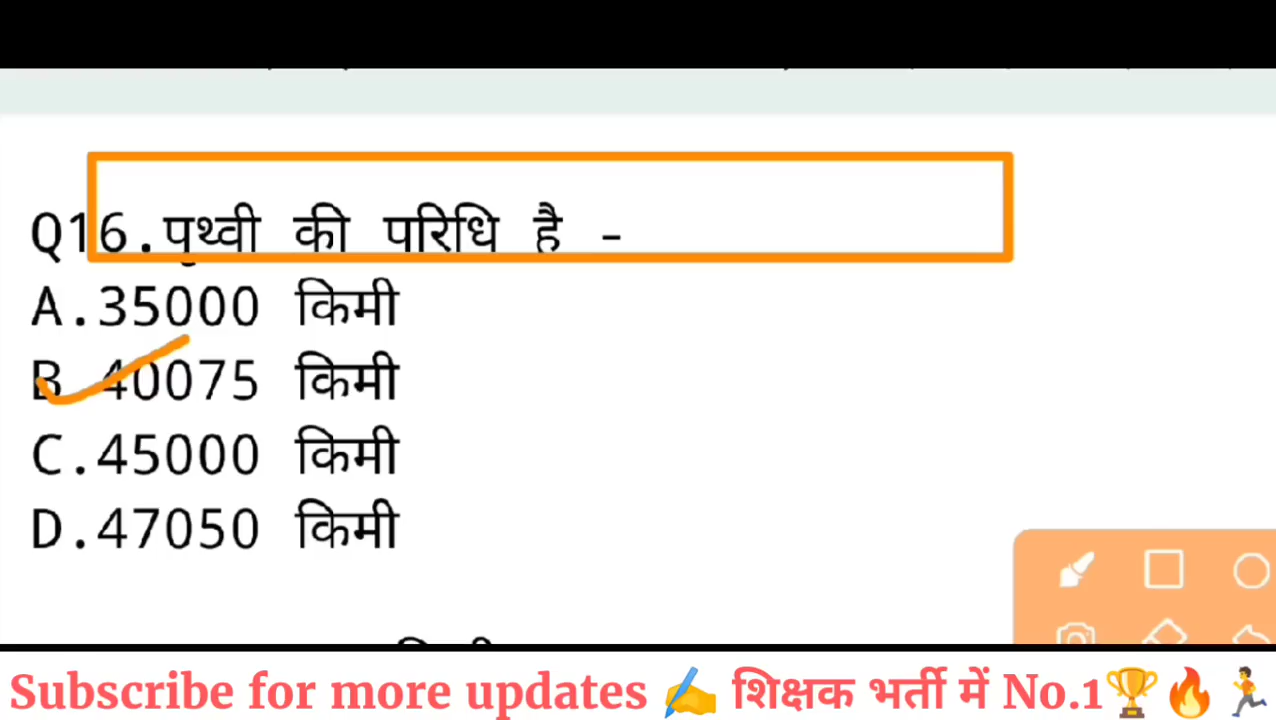 Q16.पृथ्वी की परिधि है -
A.35000 किमी
B.40075 किमी
C.45000 किमी
D.47050 किमी
Subscribe for more updates ✍️ शिक्षक भर्ती में No.1🏆🔥🏃